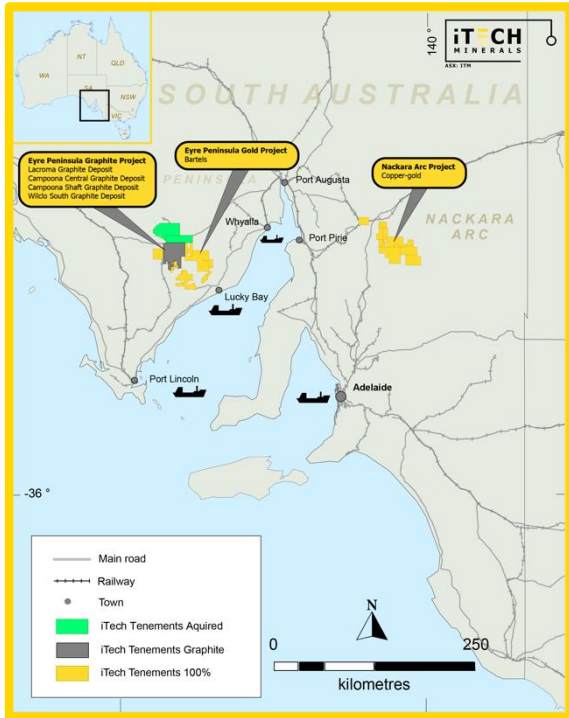 WA
NT
QLD
SA
NSW
VIC
140 °
iTECH
MINERALS
ASX: ITM
SOUTH AUSTRALIA
Eyre Peninsula Graphite Project
Lacroma Graphite Deposit
Campoona Central Graphite Deposit
Campoona Shaft Graphite Deposit
Wilclo South Graphite Deposit
Eyre Peninsula Gold Project
Bartels
Nackara Arc Project
Copper-gold
PENINSULA
Port Augusta
NACKARA
ARC
Whyalla
Port Pirie
Lucky Bay
Port Lincoln
Adelaide
-36 °
Main road
Railway
Town
iTech Tenements Aquired
iTech Tenements Graphite
iTech Tenements 100%
N
0
250
kilometres